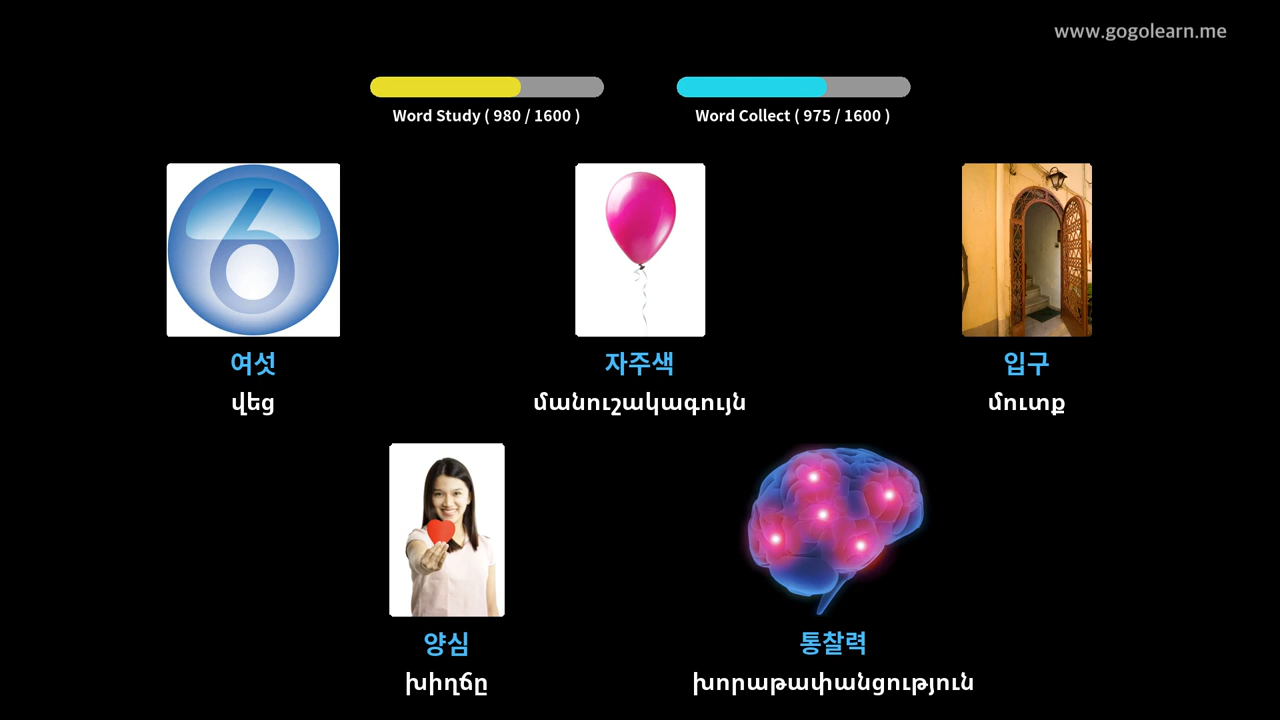 www.gogolearn.me
Word Study ( 980 / 1600 )
Word Collect ( 975 / 1600 )
6
여섯
վեց
자주색
մանուշակագույն
입구
մուտք
양심
խիղճը
통찰력
խորաթափանցություն